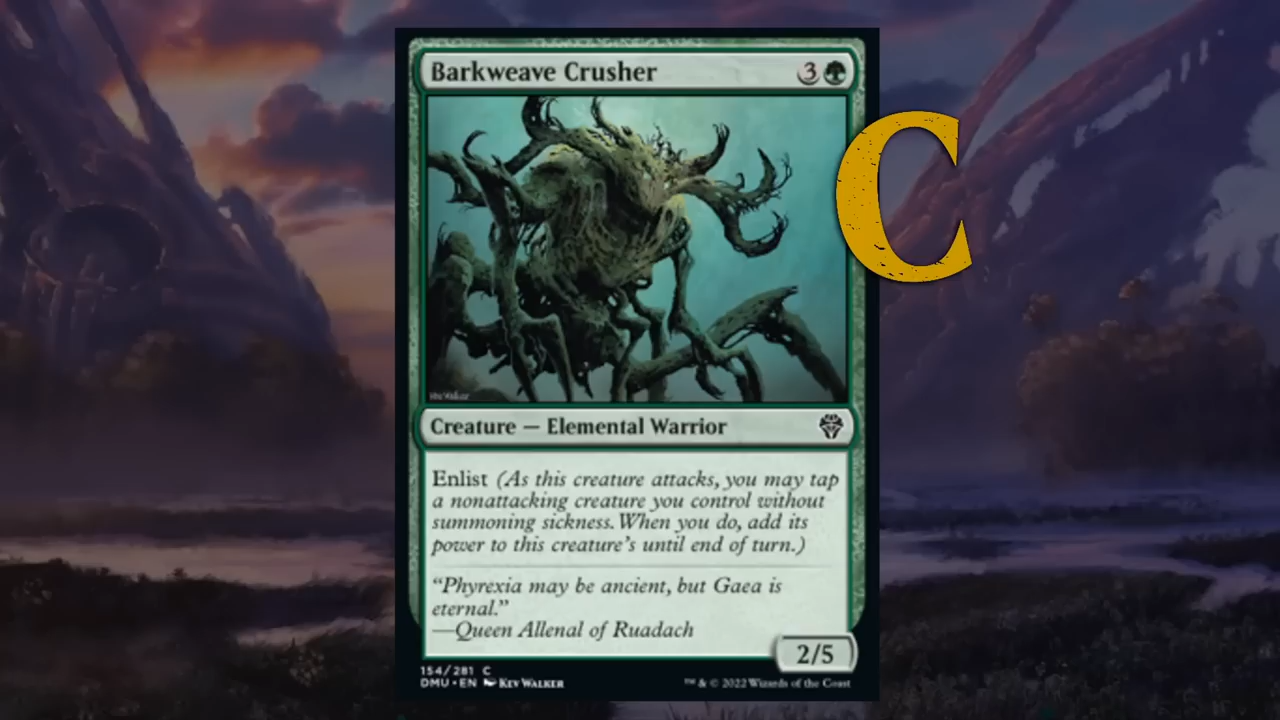 Barkweave Crusher 3
C
Creature — Elemental Warrior
Enlist (As this creature attacks, you may tap
a nonattacking creature you control without
summoning sickness. When you do, add its
power to this creature's until end of turn.)
"Phyrexia may be ancient, but Gaea is
eternal."
—Queen Allenal of Ruadach
2/5
154/281 C
DMU • EN Kev Walker
™ & © 2022 Wizards of the Coast